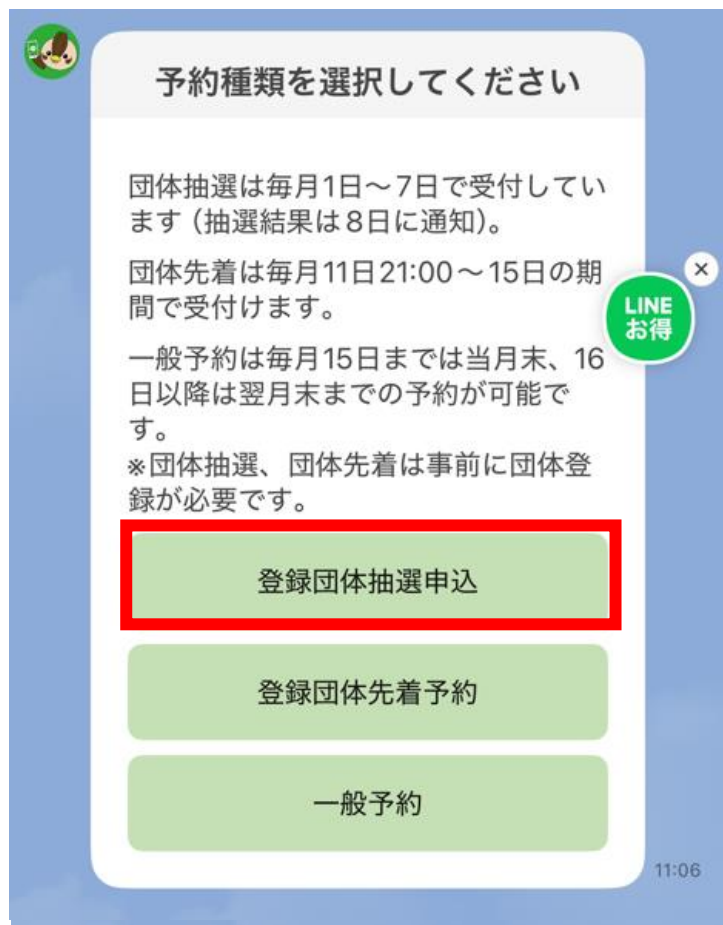 予約種類を選択してください
団体抽選は毎月1日～7日で受付してい
ます（抽選結果は8日に通知）。
団体先着は毎月11日21:00～15日の期
間で受付けます。
×
LINE
お得
一般予約は毎月15日までは当月末、16
日以降は翌月末までの予約が可能で
す。
※団体抽選、団体先着は事前に団体登
録が必要です。
登録団体抽選申込
登録団体先着予約
一般予約
11:06